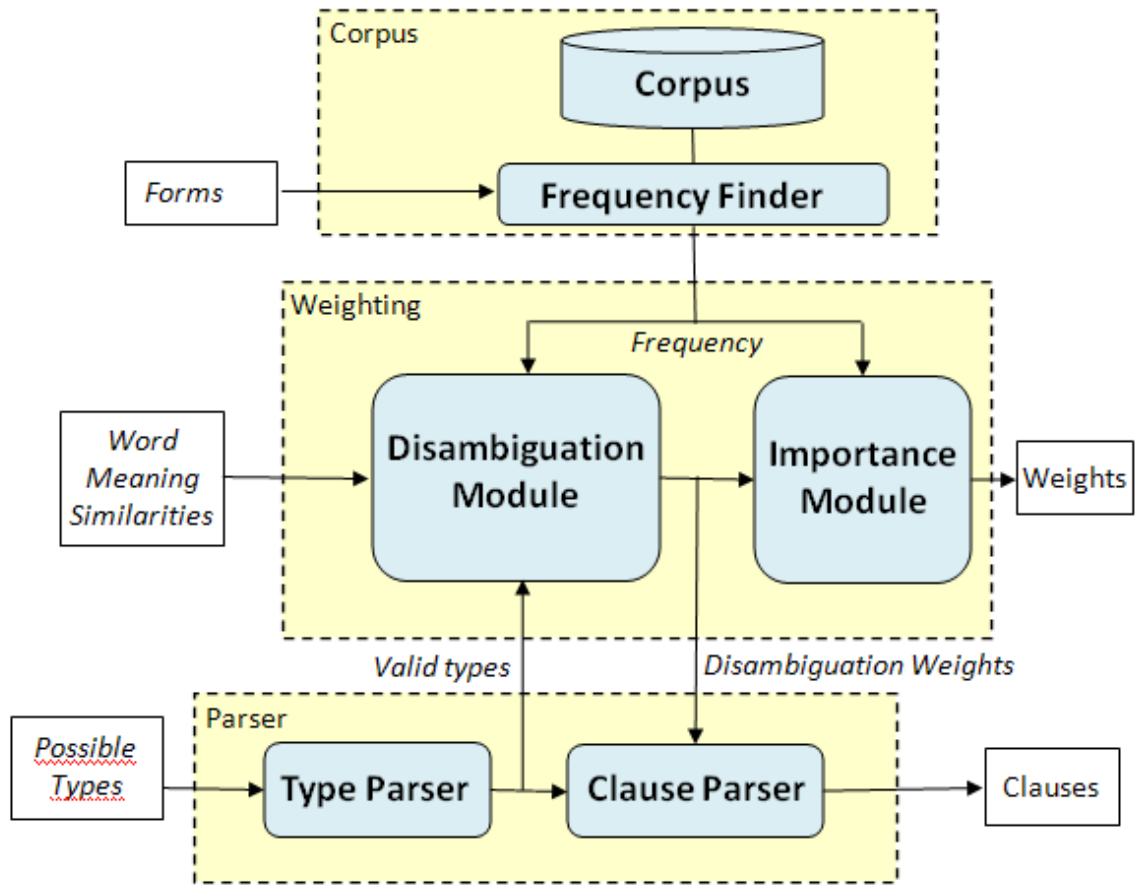 Corpus
Corpus
Forms
Frequency Finder
Weighting
Frequency
Word
Meaning
Similarities
Disambiguation
Module
Importance
Module
Weights
Valid types
Disambiguation Weights
Parser
Possible
Types
Type Parser
Clause Parser
Clauses